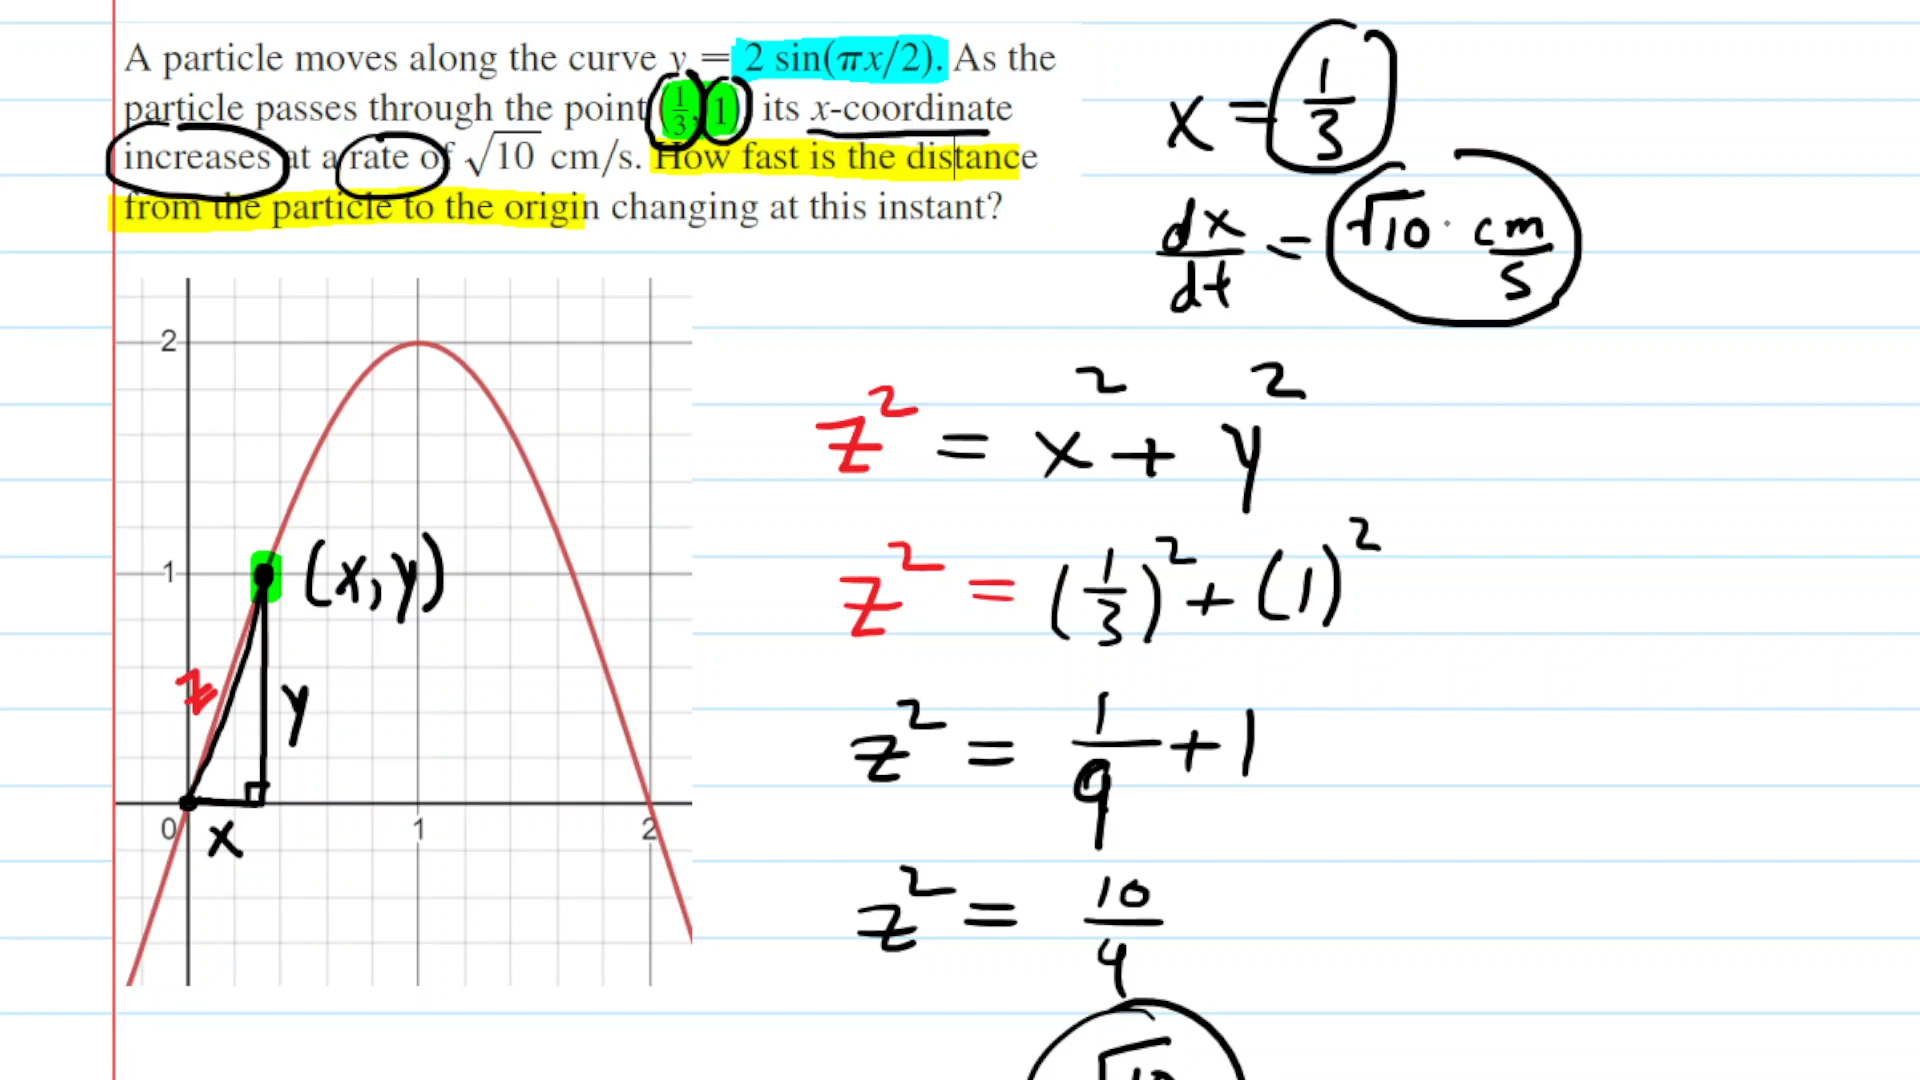 A particle moves along the curve y = 2 sin(πx/2). As the
particle passes through the point (1/3, 1), its x-coordinate
increases at a rate of √10 cm/s. How fast is the distance
from the particle to the origin changing at this instant?
x = 1/3
dx/dt = √10 · cm/s
z² = x² + y²
z² = (1/3)² + (1)²
z² = 1/9 + 1
z² = 10/4
√10
2
1
(x,y)
z
y
0
x
1
2